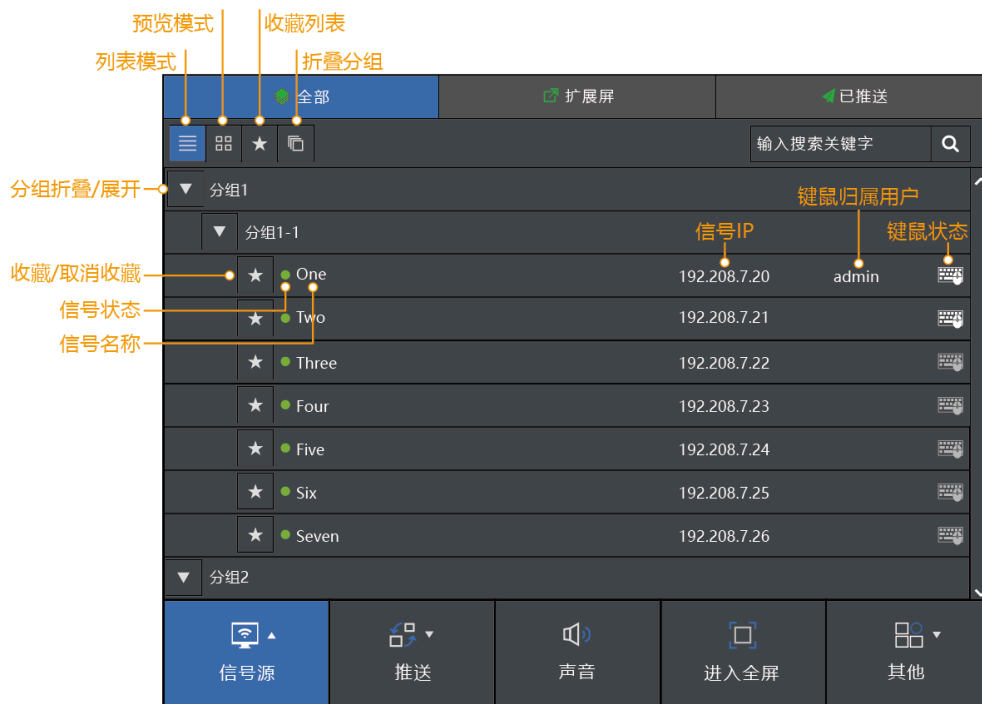 预览模式
收藏列表
列表模式
折叠分组
全部
扩展屏
已推送
输入搜索关键字
分组折叠/展开
分组1
键鼠归属用户
分组1-1
信号IP
键鼠状态
收藏/取消收藏
One 192.208.7.20 admin
信号状态
Two 192.208.7.21
信号名称
Three 192.208.7.22
Four 192.208.7.23
Five 192.208.7.24
Six 192.208.7.25
Seven 192.208.7.26
分组2
信号源
推送
声音
进入全屏
其他